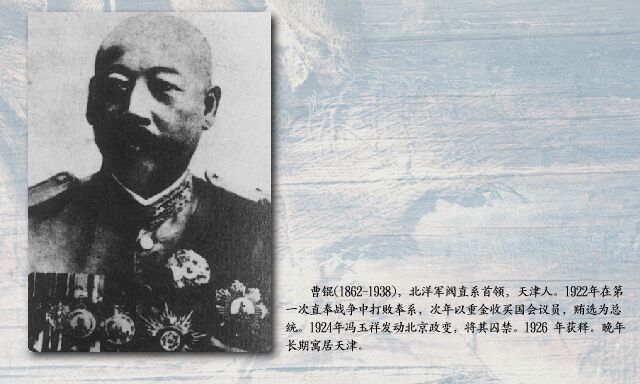 曹锟(1862-1938)，北洋军阀直系首领，天津人。1922年在第
一次直奉战争中打败奉系，次年以重金收买国会议员，贿选为总
统。1924年冯玉祥发动北京政变，将其囚禁。1926 年获释。晚年
长期寓居天津。